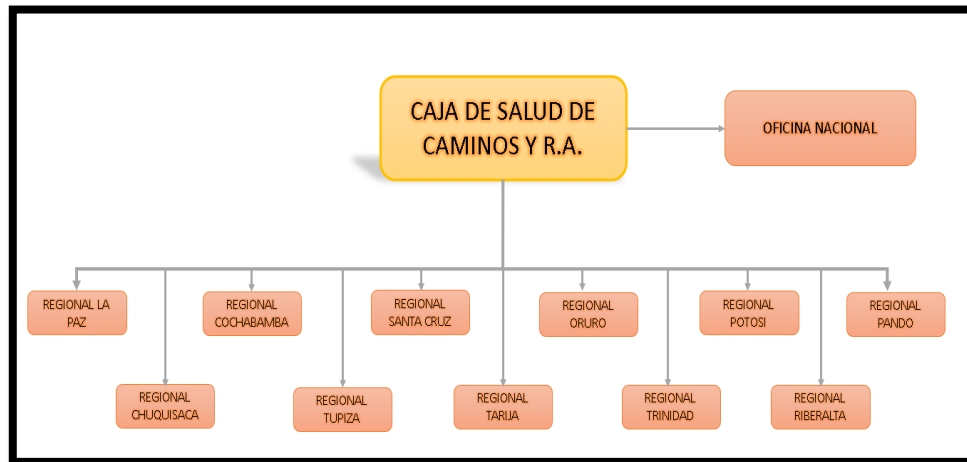 CAJA DE SALUD DE
CAMINOS Y R.A.
OFICINA NACIONAL
REGIONAL LA
PAZ
REGIONAL
COCHABAMBA
REGIONAL
SANTA CRUZ
REGIONAL
ORURO
REGIONAL
POTOSI
REGIONAL
PANDO
REGIONAL
CHUQUISACA
REGIONAL
TUPIZA
REGIONAL
TARIJA
REGIONAL
TRINIDAD
REGIONAL
RIBERALTA